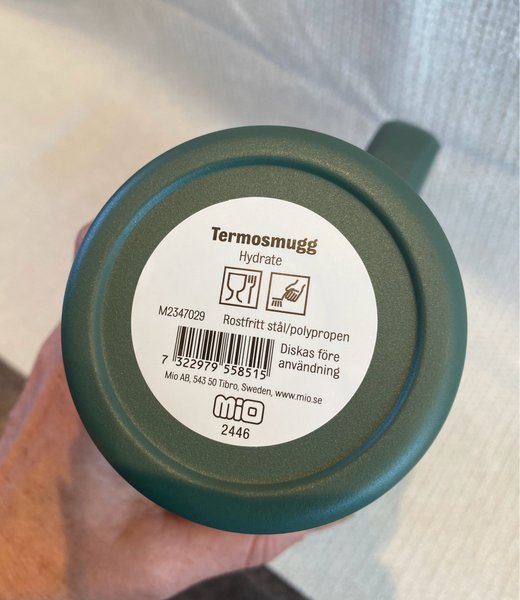 Termosmugg
Hydrate
M2347029 Rostfritt stål/polypropen
7 322979 558515
Diskas före
användning
Mio AB, 543 50 Tibro, Sweden, www.mio.se
mio
2446